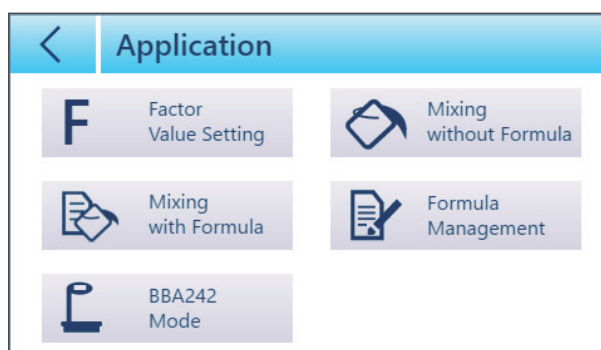 Application
F
Factor
Value Setting
Mixing
without Formula
Mixing
with Formula
Formula
Management
BBA242
Mode